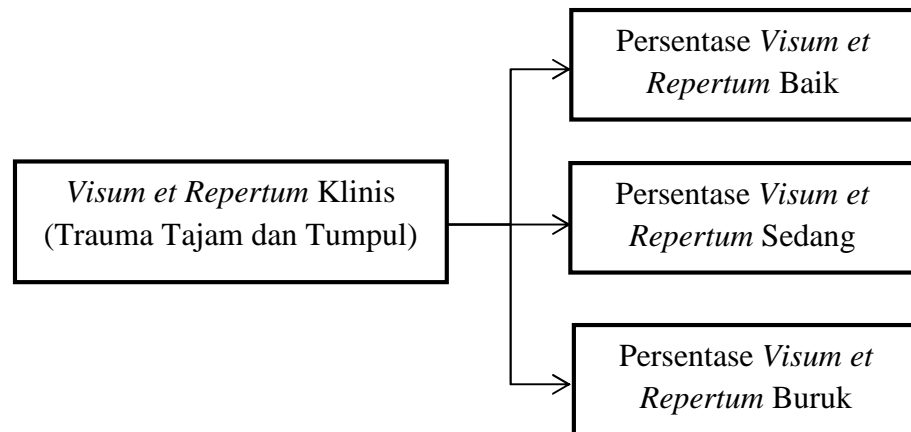 Persentase Visum et
Repertum Baik
Visum et Repertum Klinis
(Trauma Tajam dan Tumpul)
Persentase Visum et
Repertum Sedang
Persentase Visum et
Repertum Buruk